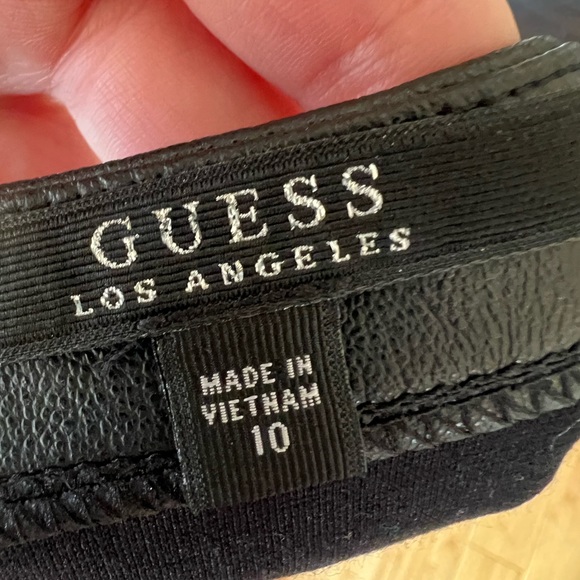 GUESS
LOS ANGELES
MADE IN
VIETNAM
10